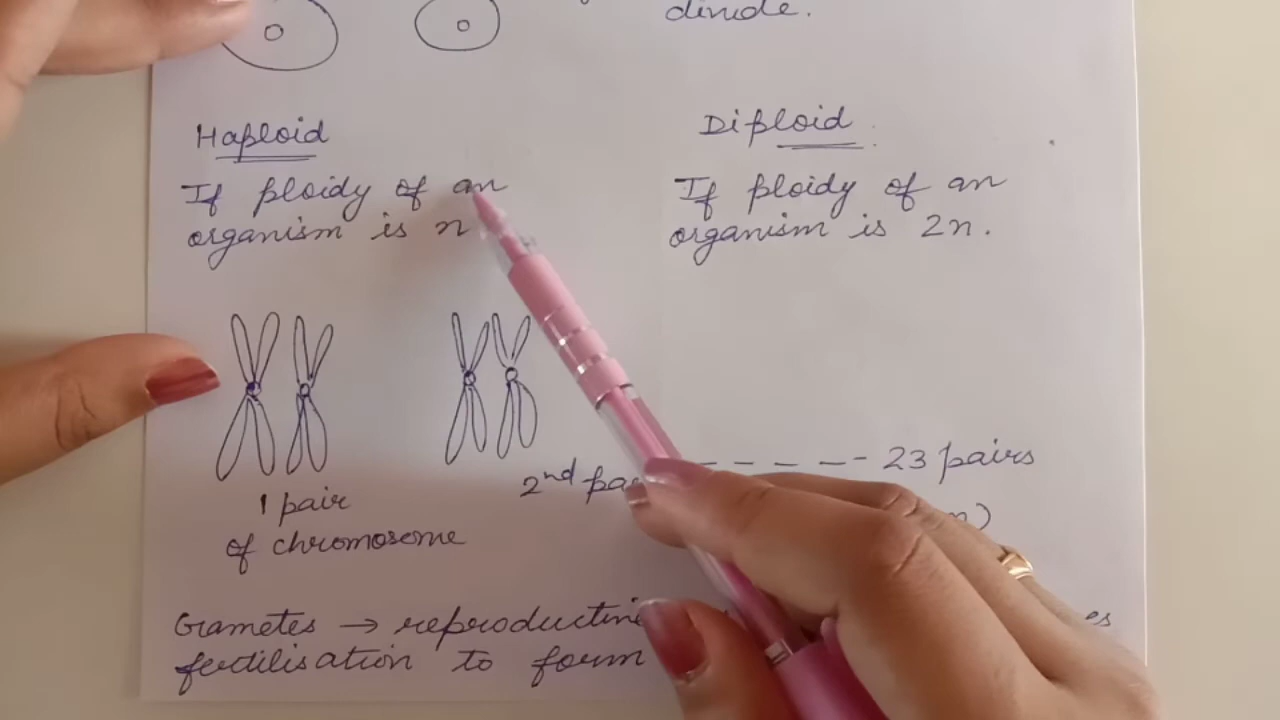 divide.
Haploid
If ploidy of an
organism is n
Diploid
If ploidy of an
organism is 2n.
1 pair
of chromosome
2nd
- - - - - 23 pairs
Gametes → reproductive
fertilisation to form